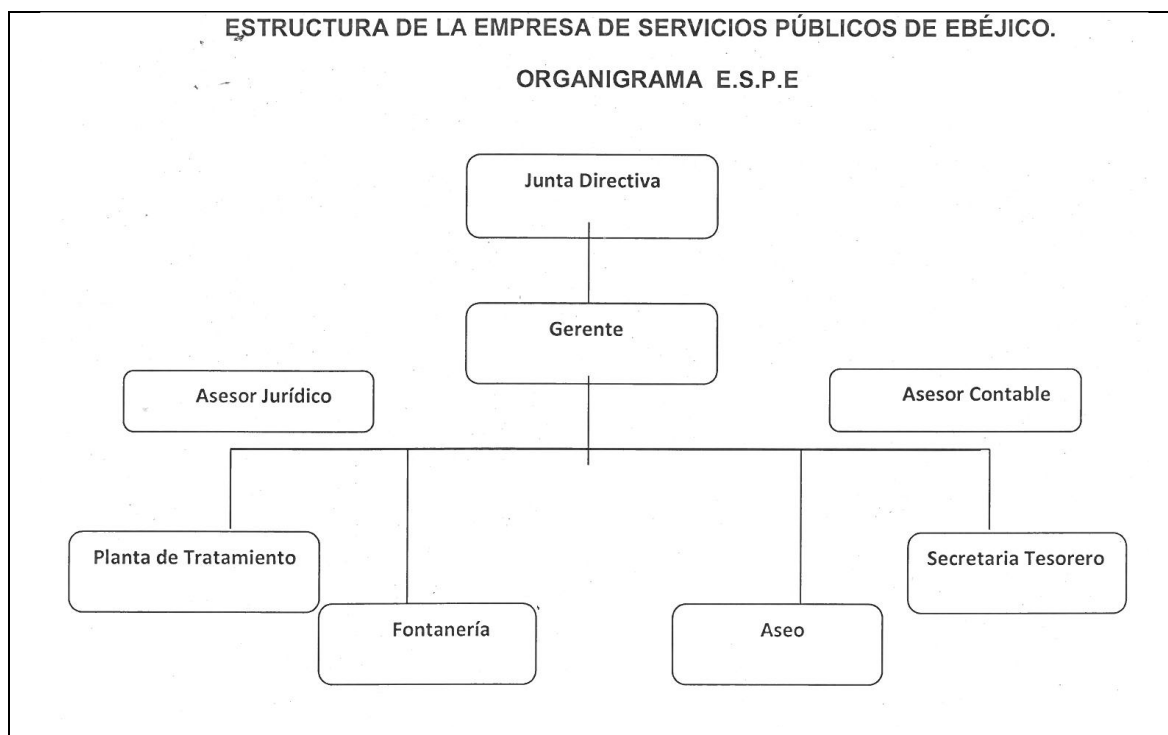 ESTRUCTURA DE LA EMPRESA DE SERVICIOS PÚBLICOS DE EBÉJICO.
ORGANIGRAMA E.S.P.E
Junta Directiva
Gerente
Asesor Jurídico
Asesor Contable
Planta de Tratamiento
Secretaria Tesorero
Fontanería
Aseo